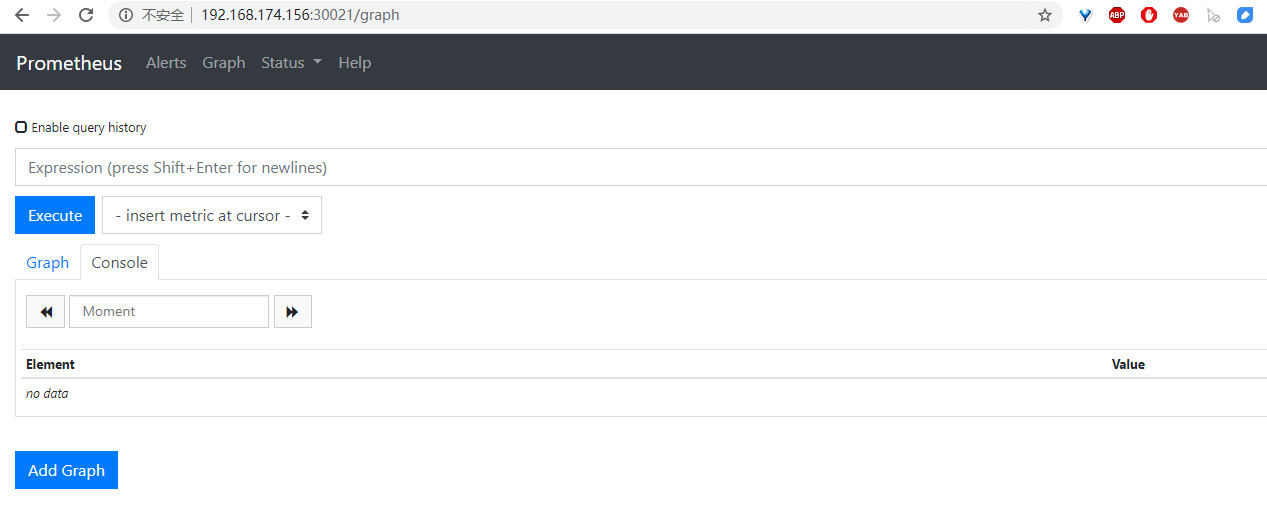 不安全 192.168.174.156:30021/graph
ABP YAB
Prometheus Alerts Graph Status Help
Enable query history
Expression (press Shift+Enter for newlines)
Execute - insert metric at cursor -
Graph Console
Moment
Element Value
no data
Add Graph